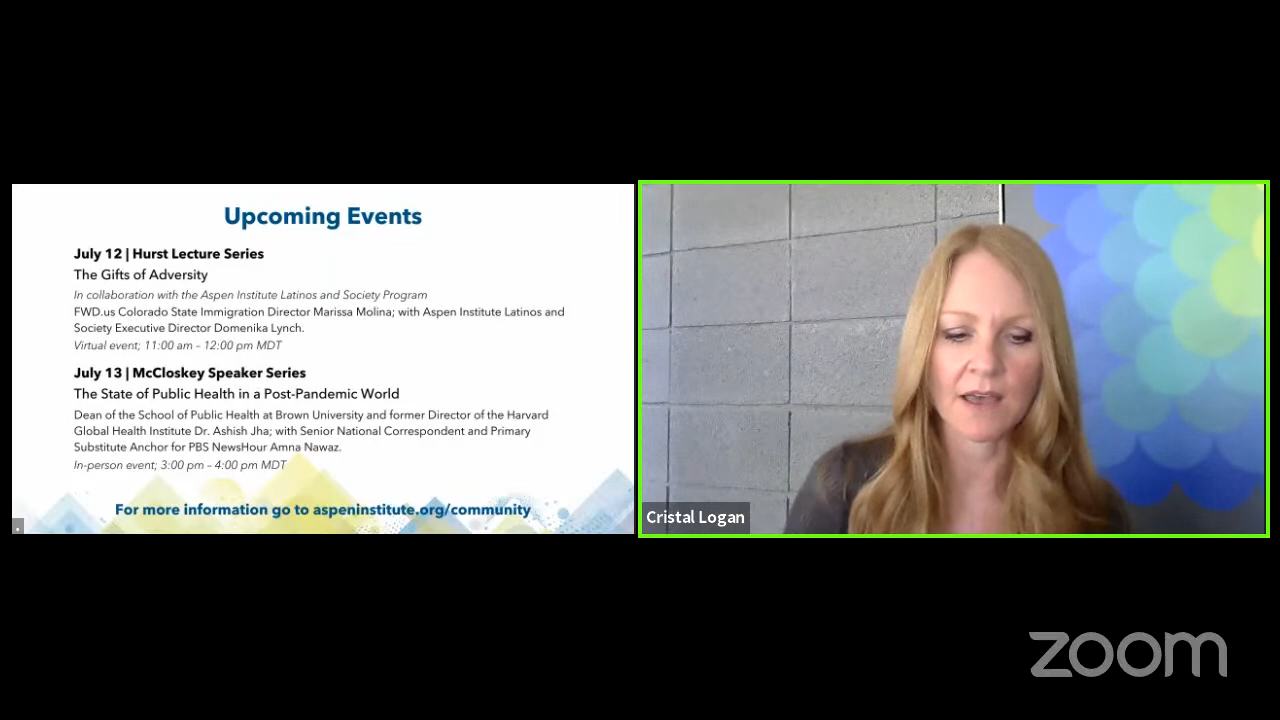 Upcoming Events
July 12 | Hurst Lecture Series
The Gifts of Adversity
In collaboration with the Aspen Institute Latinos and Society Program
FWD.us Colorado State Immigration Director Marissa Molina; with Aspen Institute Latinos and
Society Executive Director Domenika Lynch.
Virtual event; 11:00 am – 12:00 pm MDT
July 13 | McCloskey Speaker Series
The State of Public Health in a Post-Pandemic World
Dean of the School of Public Health at Brown University and former Director of the Harvard
Global Health Institute Dr. Ashish Jha; with Senior National Correspondent and Primary
Substitute Anchor for PBS NewsHour Amna Nawaz.
In-person event; 3:00 pm – 4:00 pm MDT
For more information go to aspeninstitute.org/community
.
Cristal Logan
zoom